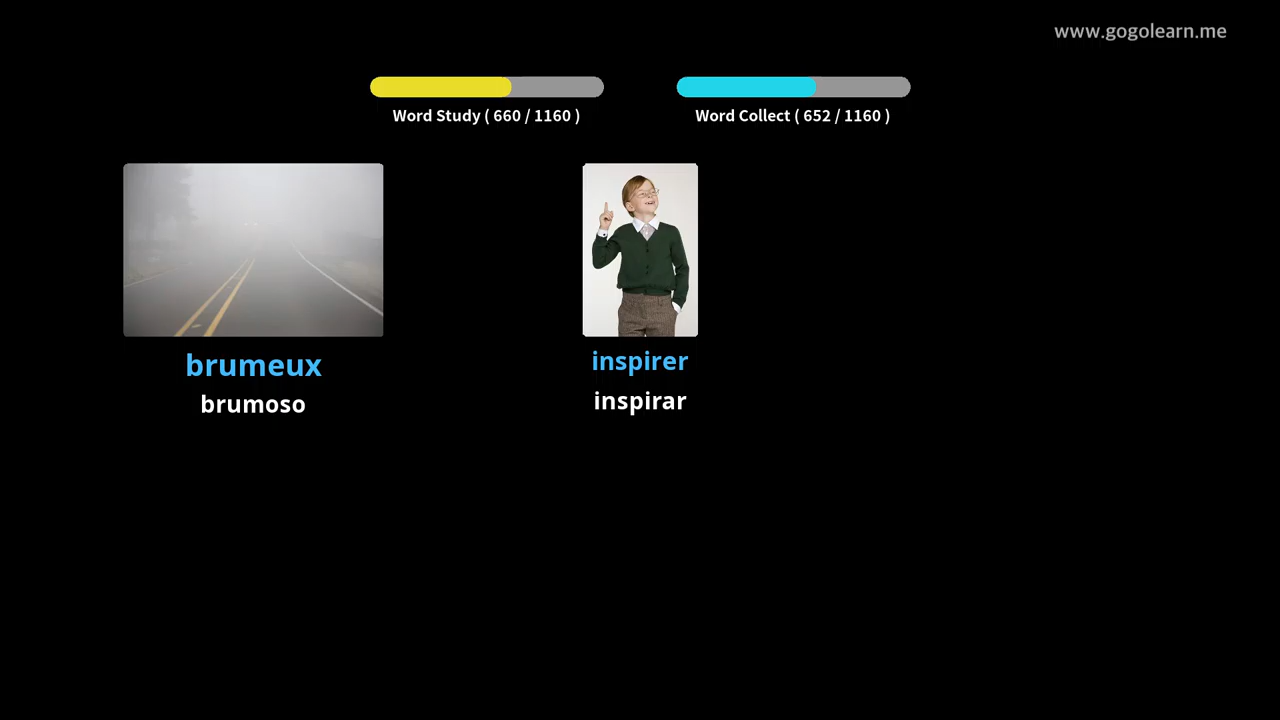 www.gogolearn.me
Word Study ( 660 / 1160 )
Word Collect ( 652 / 1160 )
brumeux
brumoso
inspirer
inspirar